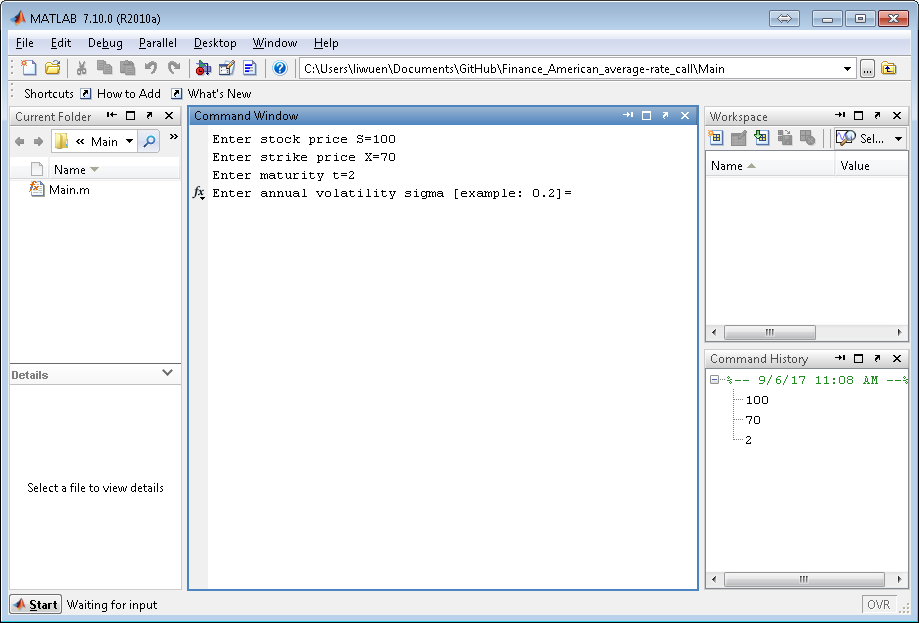 MATLAB 7.10.0 (R2010a)
File Edit Debug Parallel Desktop Window Help
C:\Users\liwuen\Documents\GitHub\Finance_American_average-rate_call\Main
...
Shortcuts How to Add What's New
Current Folder
« Main »
Name
Main.m
Details
Select a file to view details
Command Window
Enter stock price S=100
Enter strike price X=70
Enter maturity t=2
fx Enter annual volatility sigma [example: 0.2]=
Workspace
Sel...
Name Value
Command History
%-- 9/6/17 11:08 AM --%
100
70
2
Start Waiting for input
OVR